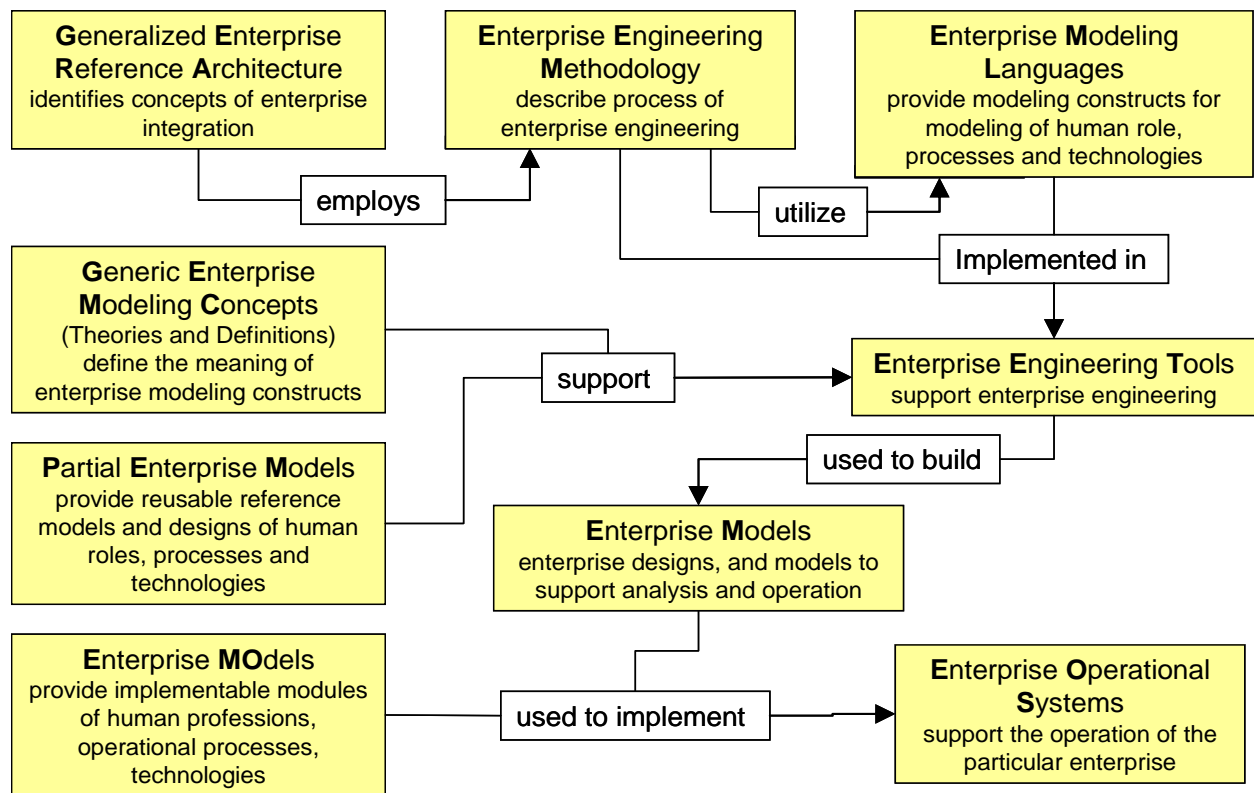 Generalized Enterprise
Reference Architecture
identifies concepts of enterprise
integration
Enterprise Engineering
Methodology
describe process of
enterprise engineering
Enterprise Modeling
Languages
provide modeling constructs for
modeling of human role,
processes and technologies
employs
utilize
Implemented in
Generic Enterprise
Modeling Concepts
(Theories and Definitions)
define the meaning of
enterprise modeling constructs
support
Enterprise Engineering Tools
support enterprise engineering
Partial Enterprise Models
provide reusable reference
models and designs of human
roles, processes and
technologies
used to build
Enterprise Models
enterprise designs, and models to
support analysis and operation
Enterprise MOdels
provide implementable modules
of human professions,
operational processes,
technologies
used to implement
Enterprise Operational
Systems
support the operation of the
particular enterprise